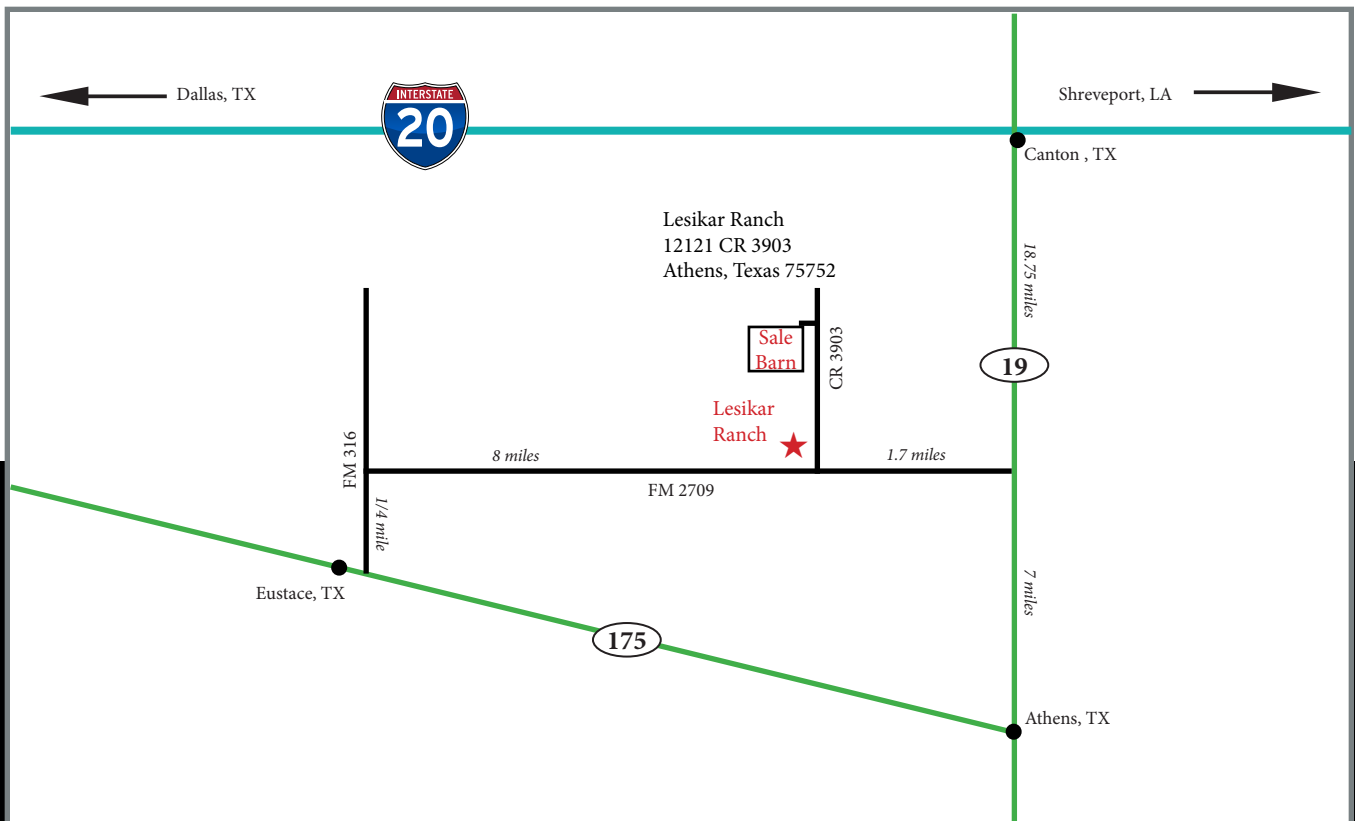 Dallas, TX
INTERSTATE
20
Shreveport, LA
Canton , TX
Lesikar Ranch
12121 CR 3903
Athens, Texas 75752
18.75 miles
Sale
Barn
CR 3903
19
Lesikar
Ranch
FM 316
8 miles
1.7 miles
FM 2709
1/4 mile
Eustace, TX
7 miles
175
Athens, TX